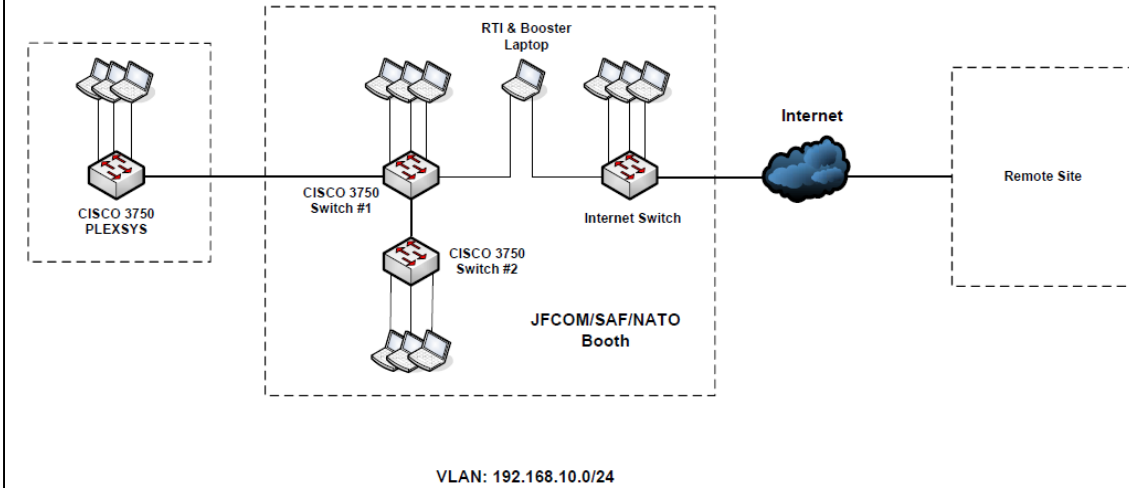 RTI & Booster
Laptop
Internet
CISCO 3750
PLEXSYS
CISCO 3750
Switch #1
Internet Switch
Remote Site
CISCO 3750
Switch #2
JFCOM/SAF/NATO
Booth
VLAN: 192.168.10.0/24